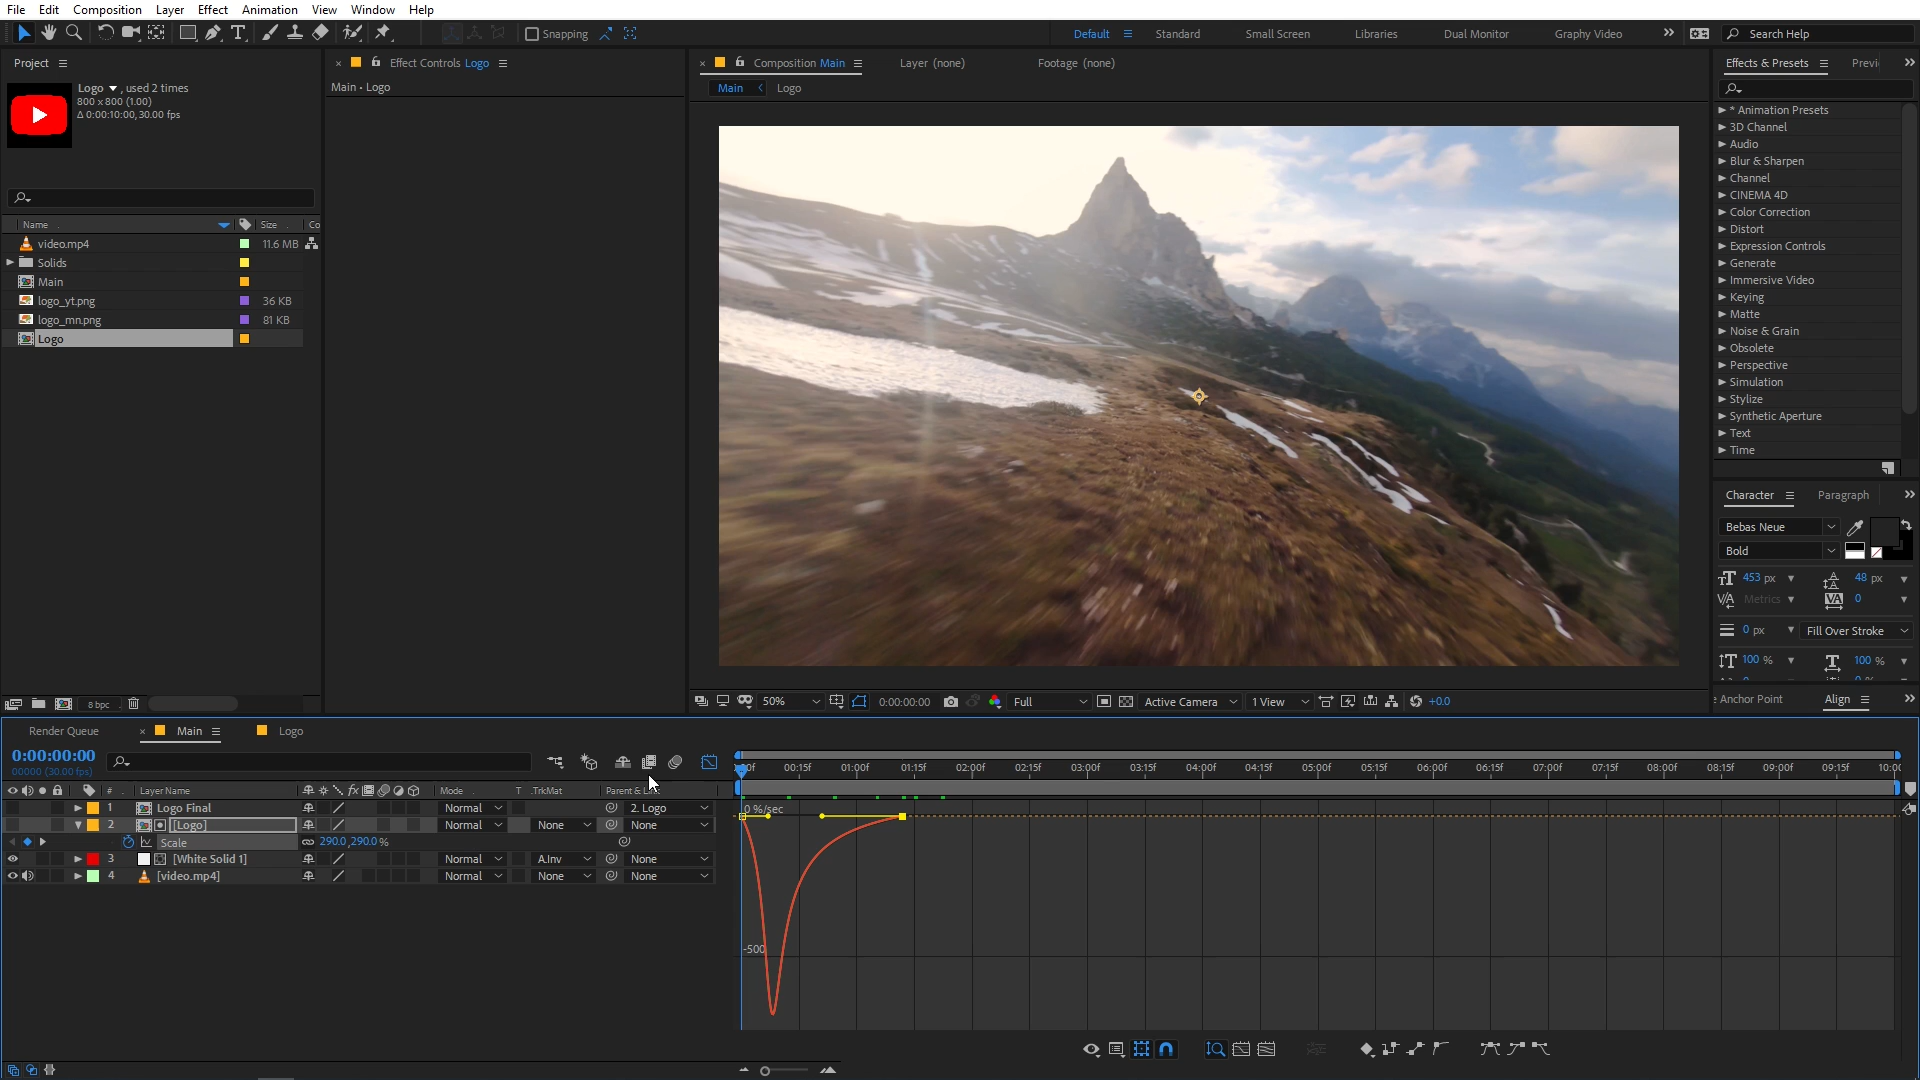 File Edit Composition Layer Effect Animation View Window Help
Snapping
Default Standard Small Screen Libraries Dual Monitor Graphy Video Search Help
Project
Logo , used 2 times
800 x 800 (1.00)
Δ 0:00:10:00, 30.00 fps
Name Size Co
video.mp4 11.6 MB
Solids
Main
logo_yt.png 36 KB
logo_mn.png 81 KB
Logo
8 bpc
Effect Controls Logo
Main • Logo
Composition Main Layer (none) Footage (none)
Main Logo
50% 0:00:00:00 Full Active Camera 1 View +0.0
Effects & Presets Previ
* Animation Presets
3D Channel
Audio
Blur & Sharpen
Channel
CINEMA 4D
Color Correction
Distort
Expression Controls
Generate
Immersive Video
Keying
Matte
Noise & Grain
Obsolete
Perspective
Simulation
Stylize
Synthetic Aperture
Text
Time
Character Paragraph
Bebas Neue
Bold
453 px 48 px
Metrics 0
0 px Fill Over Stroke
100 % 100 %
Anchor Point Align
Render Queue Main Logo
0:00:00:00
00000 (30.00 fps)
00f 00:15f 01:00f 01:15f 02:00f 02:15f 03:00f 03:15f 04:00f 04:15f 05:00f 05:15f 06:00f 06:15f 07:00f 07:15f 08:00f 08:15f 09:00f 09:15f 10:00
# Layer Name Mode T .TrkMat Parent & Link
1 Logo Final Normal 2. Logo
2 [Logo] Normal None None
Scale 290.0,290.0 %
3 [White Solid 1] Normal A.Inv None
4 [video.mp4] Normal None None
0 %/sec
-500